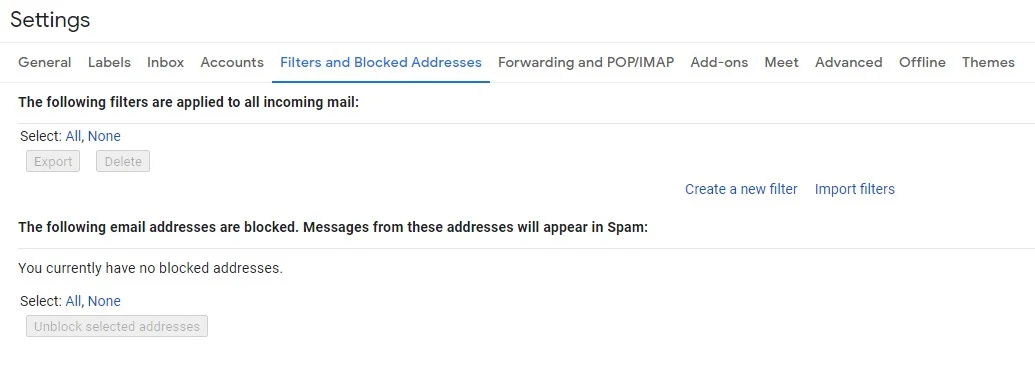 Settings
General Labels Inbox Accounts Filters and Blocked Addresses Forwarding and POP/IMAP Add-ons Meet Advanced Offline Themes
The following filters are applied to all incoming mail:
Select: All, None
Export Delete
Create a new filter Import filters
The following email addresses are blocked. Messages from these addresses will appear in Spam:
You currently have no blocked addresses.
Select: All, None
Unblock selected addresses